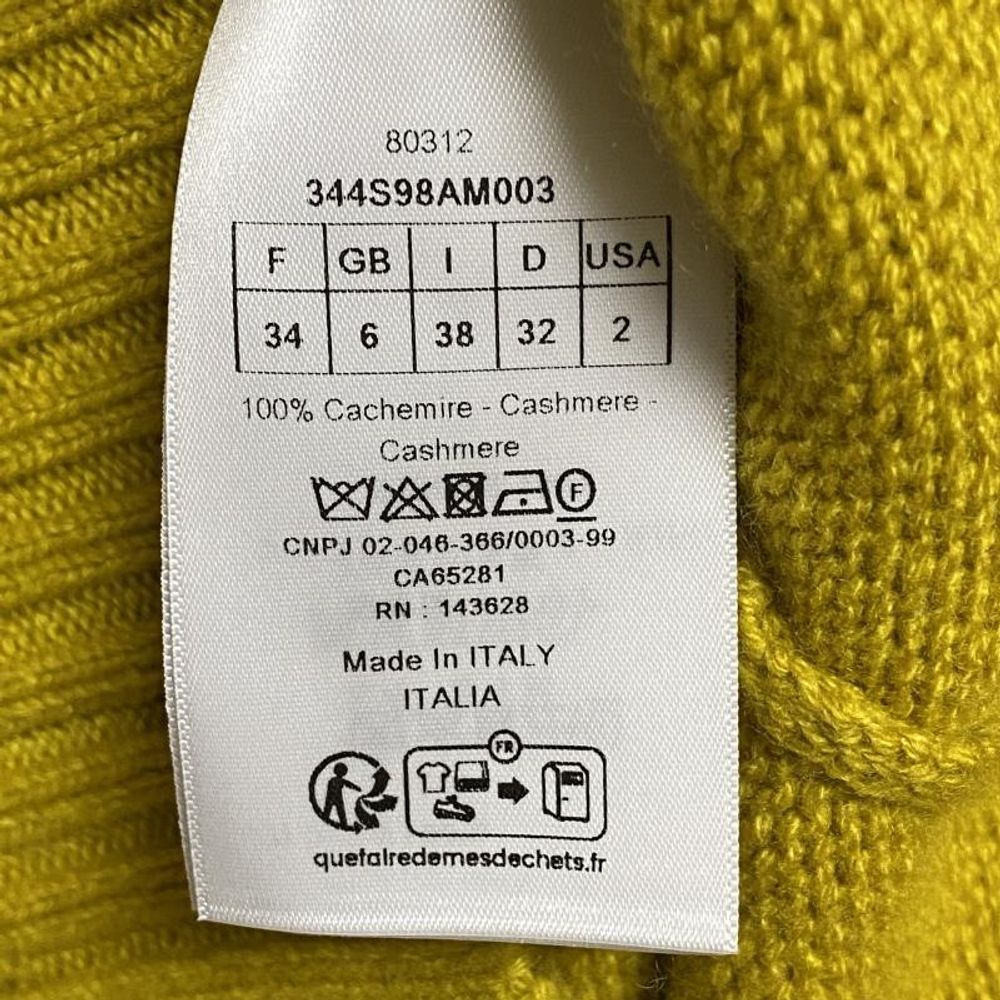 80312
344S98AM003
F GB I D USA
34 6 38 32 2
100% Cachemire - Cashmere -
Cashmere
F
CNPJ 02-046-366/0003-99
CA65281
RN : 143628
Made In ITALY
ITALIA
FR
quefairedemesdechets.fr